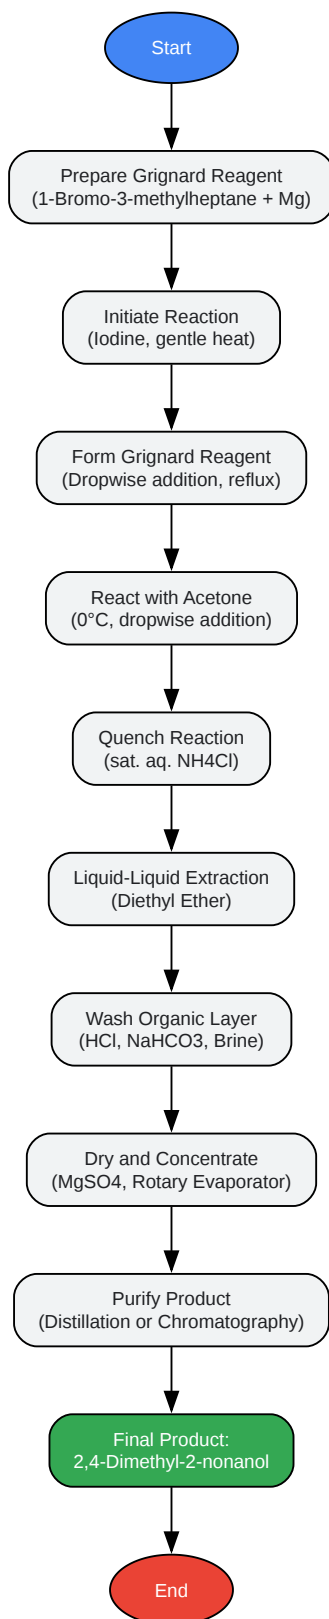 Start
Prepare Grignard Reagent
(1-Bromo-3-methylheptane + Mg)
Initiate Reaction
(Iodine, gentle heat)
Form Grignard Reagent
(Dropwise addition, reflux)
React with Acetone
(0°C, dropwise addition)
Quench Reaction
(sat. aq. NH4Cl)
Liquid-Liquid Extraction
(Diethyl Ether)
Wash Organic Layer
(HCl, NaHCO3, Brine)
Dry and Concentrate
(MgSO4, Rotary Evaporator)
Purify Product
(Distillation or Chromatography)
Final Product:
2,4-Dimethyl-2-nonanol
End